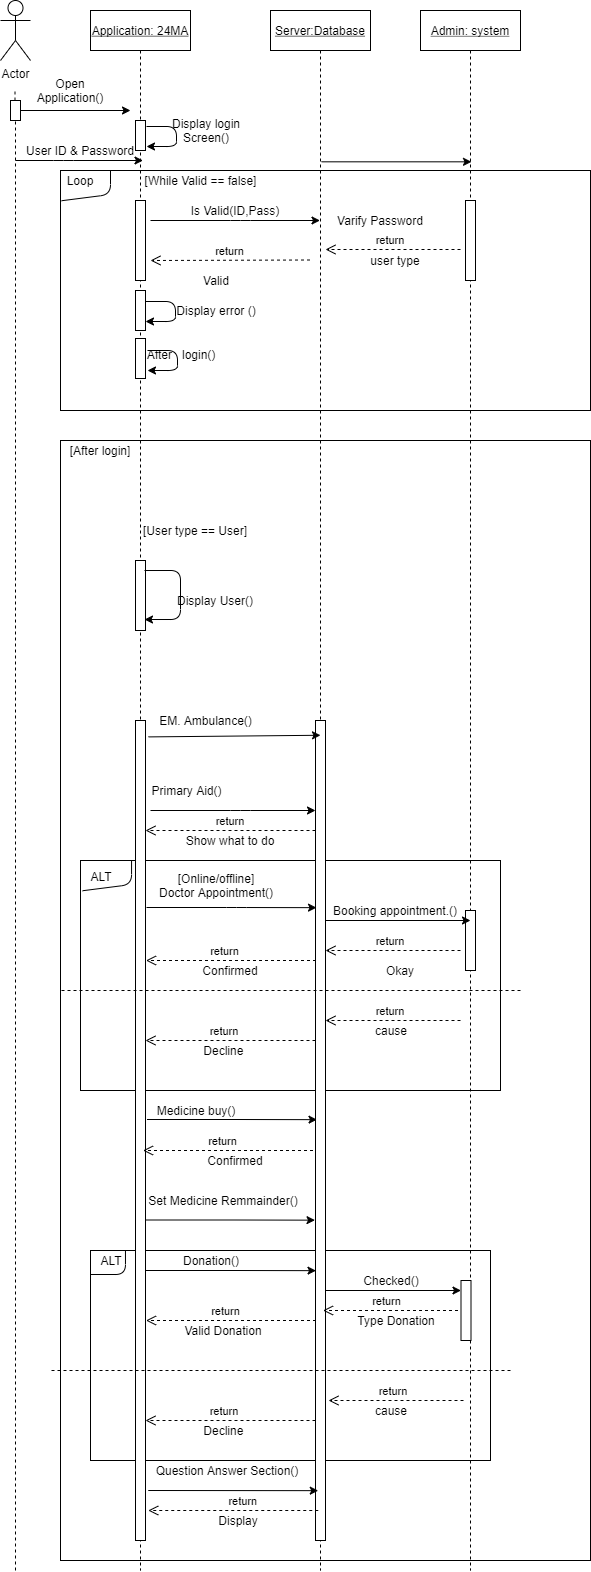 Application: 24MA
Server:Database
Admin: system
Actor
Open
Application()
Display login
Screen()
User ID & Password
Loop
[While Valid == false]
Is Valid(ID,Pass)
Varify Password
return
user type
return
Valid
Display error ()
After login()
[After login]
[User type == User]
Display User()
EM. Ambulance()
Primary Aid()
return
Show what to do
ALT
[Online/offline]
Doctor Appointment()
Booking appointment.()
return
Okay
return
Confirmed
return
cause
return
Decline
Medicine buy()
return
Confirmed
Set Medicine Remmainder()
ALT
Donation()
Checked()
return
Type Donation
return
Valid Donation
return
cause
return
Decline
Question Answer Section()
return
Display